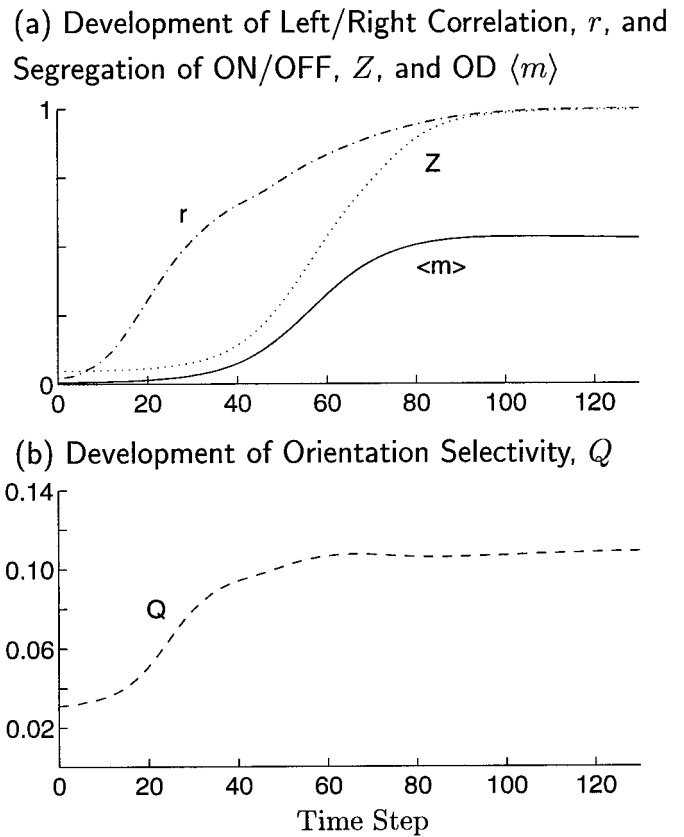 (a) Development of Left/Right Correlation, r, and
Segregation of ON/OFF, Z, and OD ⟨m⟩
1
r
Z
<m>
0
0 20 40 60 80 100 120
(b) Development of Orientation Selectivity, Q
0.14
0.10
Q
0.06
0.02
0 20 40 60 80 100 120
Time Step